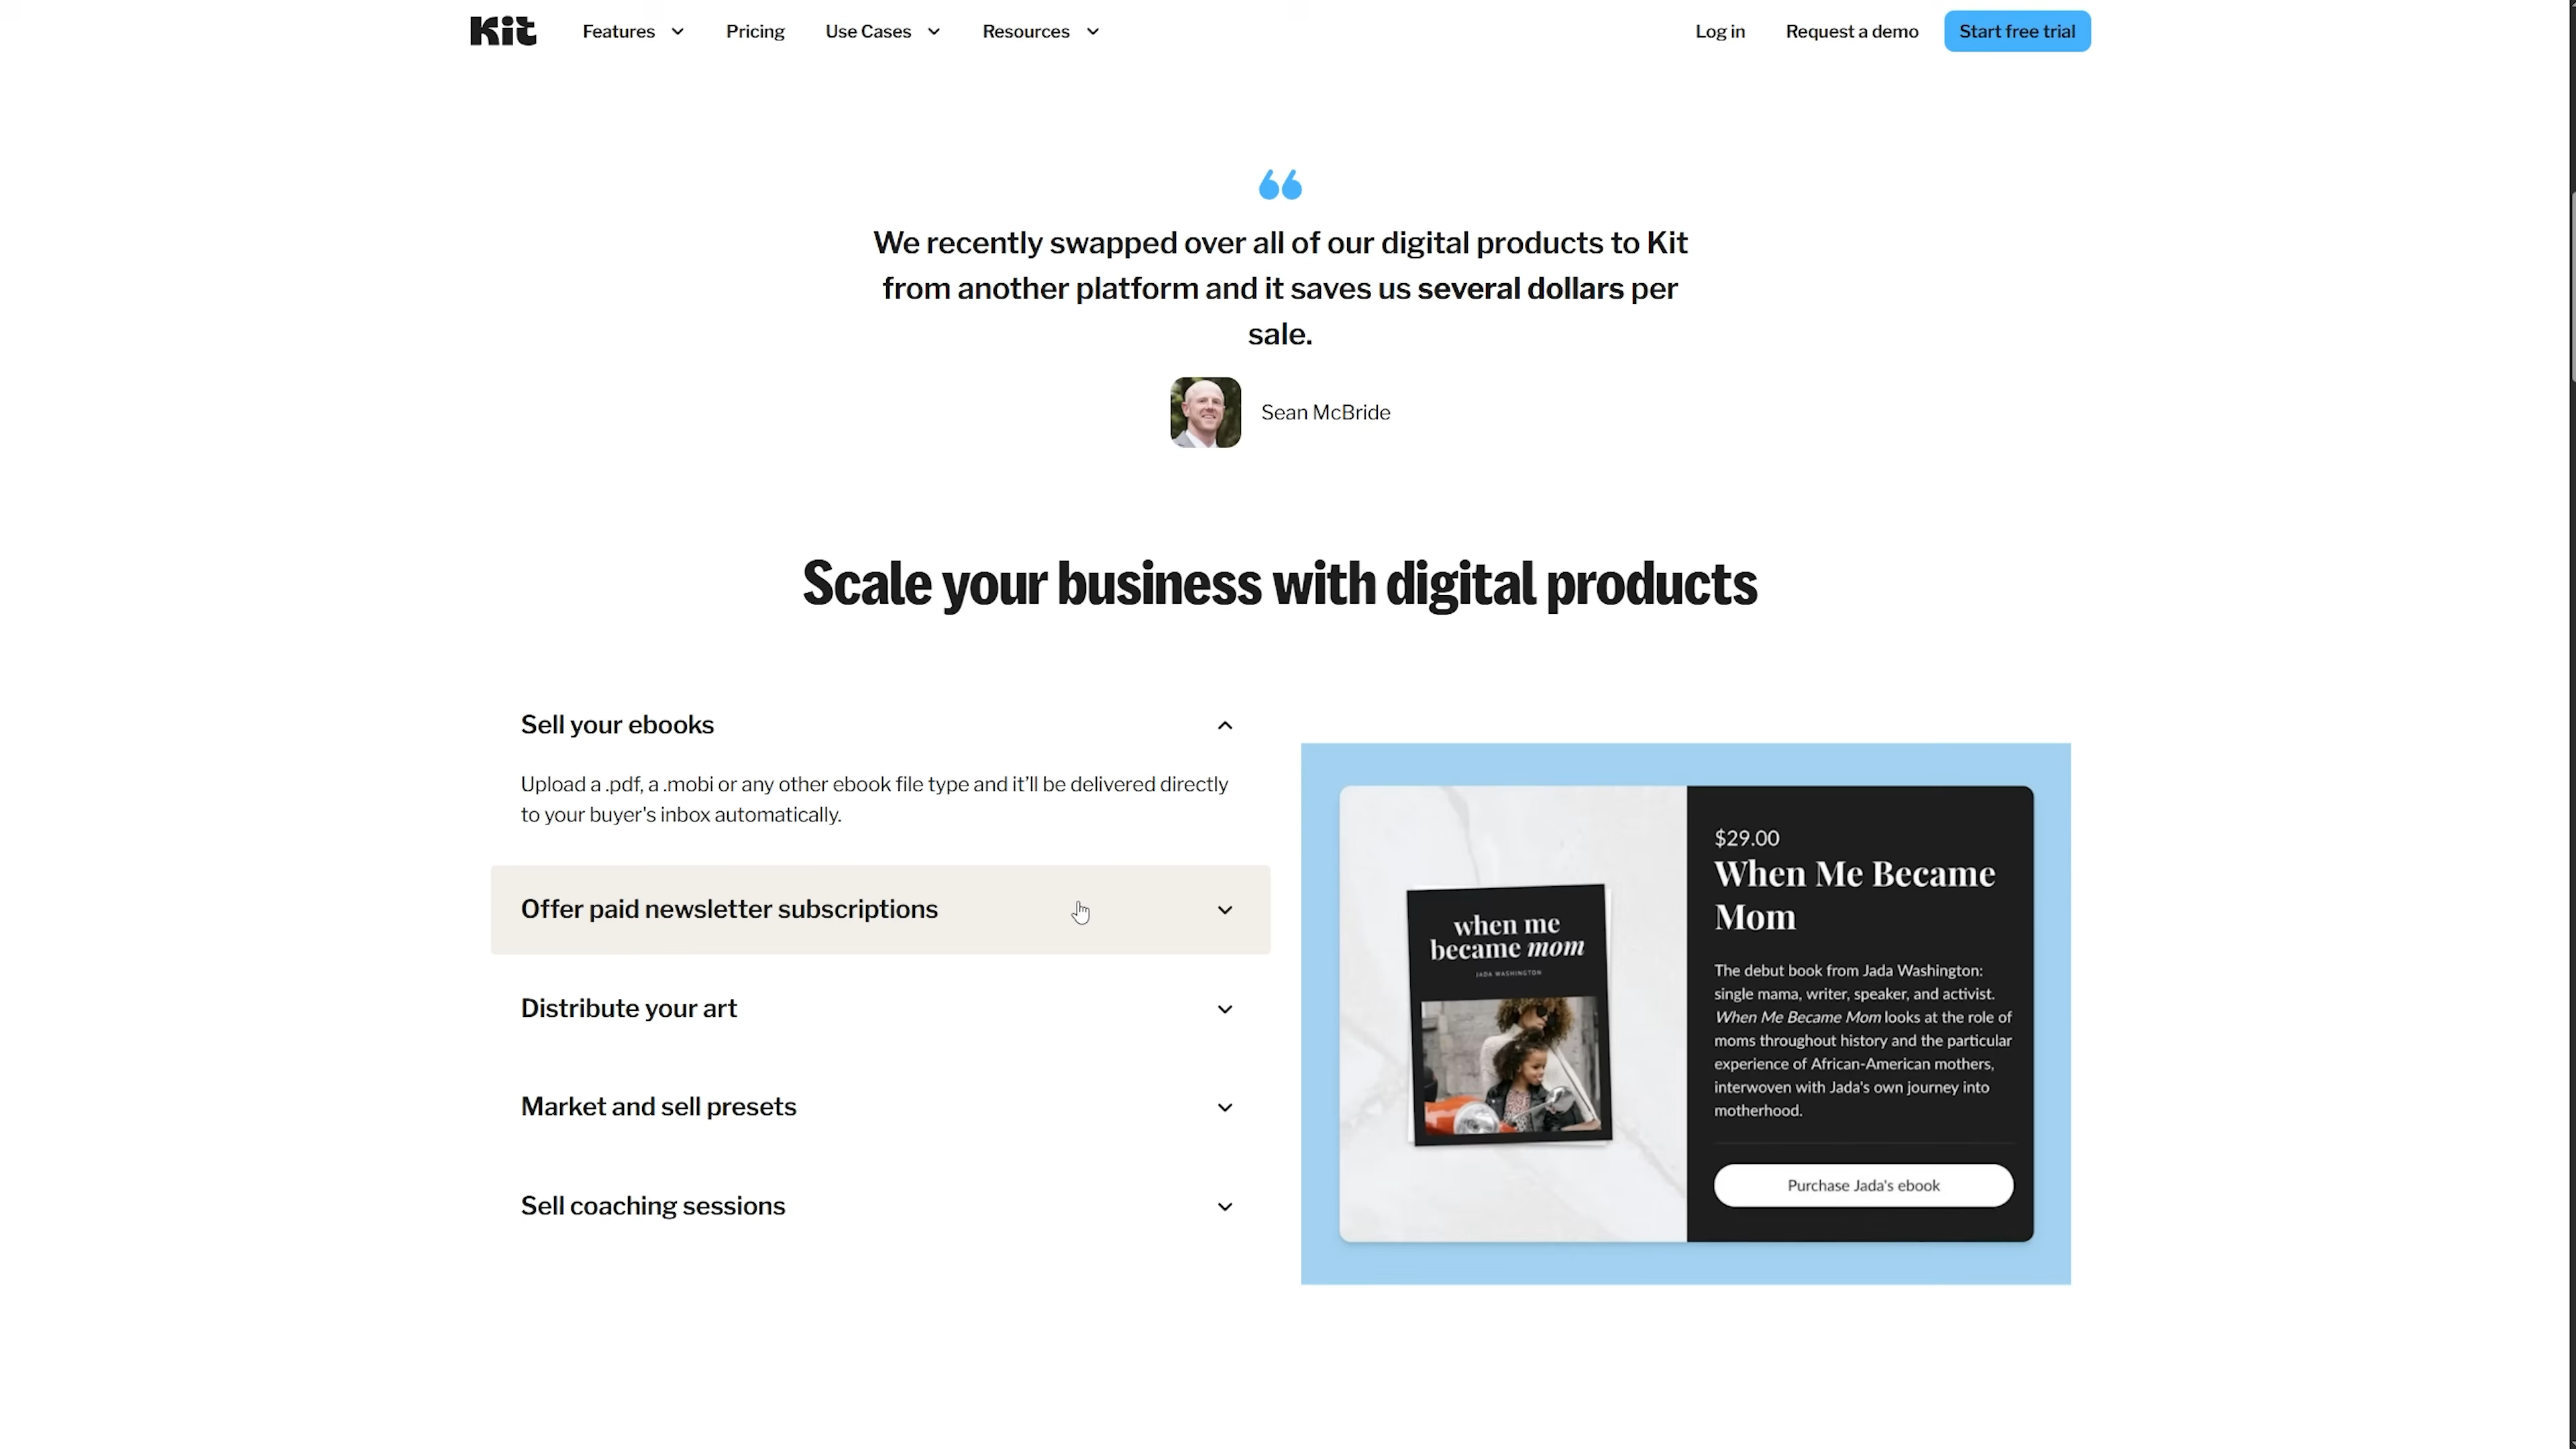 Kit
Features
Pricing
Use Cases
Resources
Log in
Request a demo
Start free trial
We recently swapped over all of our digital products to Kit
from another platform and it saves us several dollars per
sale.
Sean McBride
Scale your business with digital products
Sell your ebooks
Upload a .pdf, a .mobi or any other ebook file type and it’ll be delivered directly
to your buyer's inbox automatically.
Offer paid newsletter subscriptions
Distribute your art
Market and sell presets
Sell coaching sessions
when me
became mom
JADA WASHINGTON
$29.00
When Me Became
Mom
The debut book from Jada Washington:
single mama, writer, speaker, and activist.
When Me Became Mom looks at the role of
moms throughout history and the particular
experience of African-American mothers,
interwoven with Jada's own journey into
motherhood.
Purchase Jada's ebook